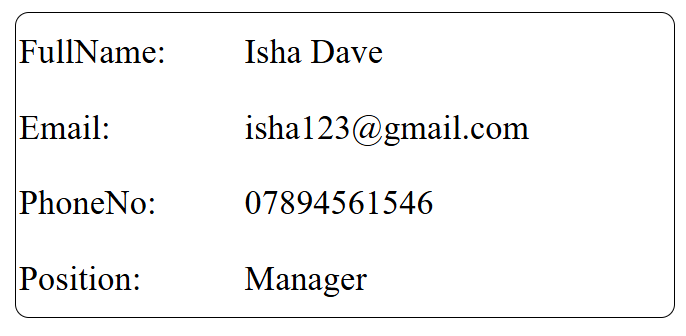 FullName: Isha Dave
Email: isha123@gmail.com
PhoneNo: 07894561546
Position: Manager